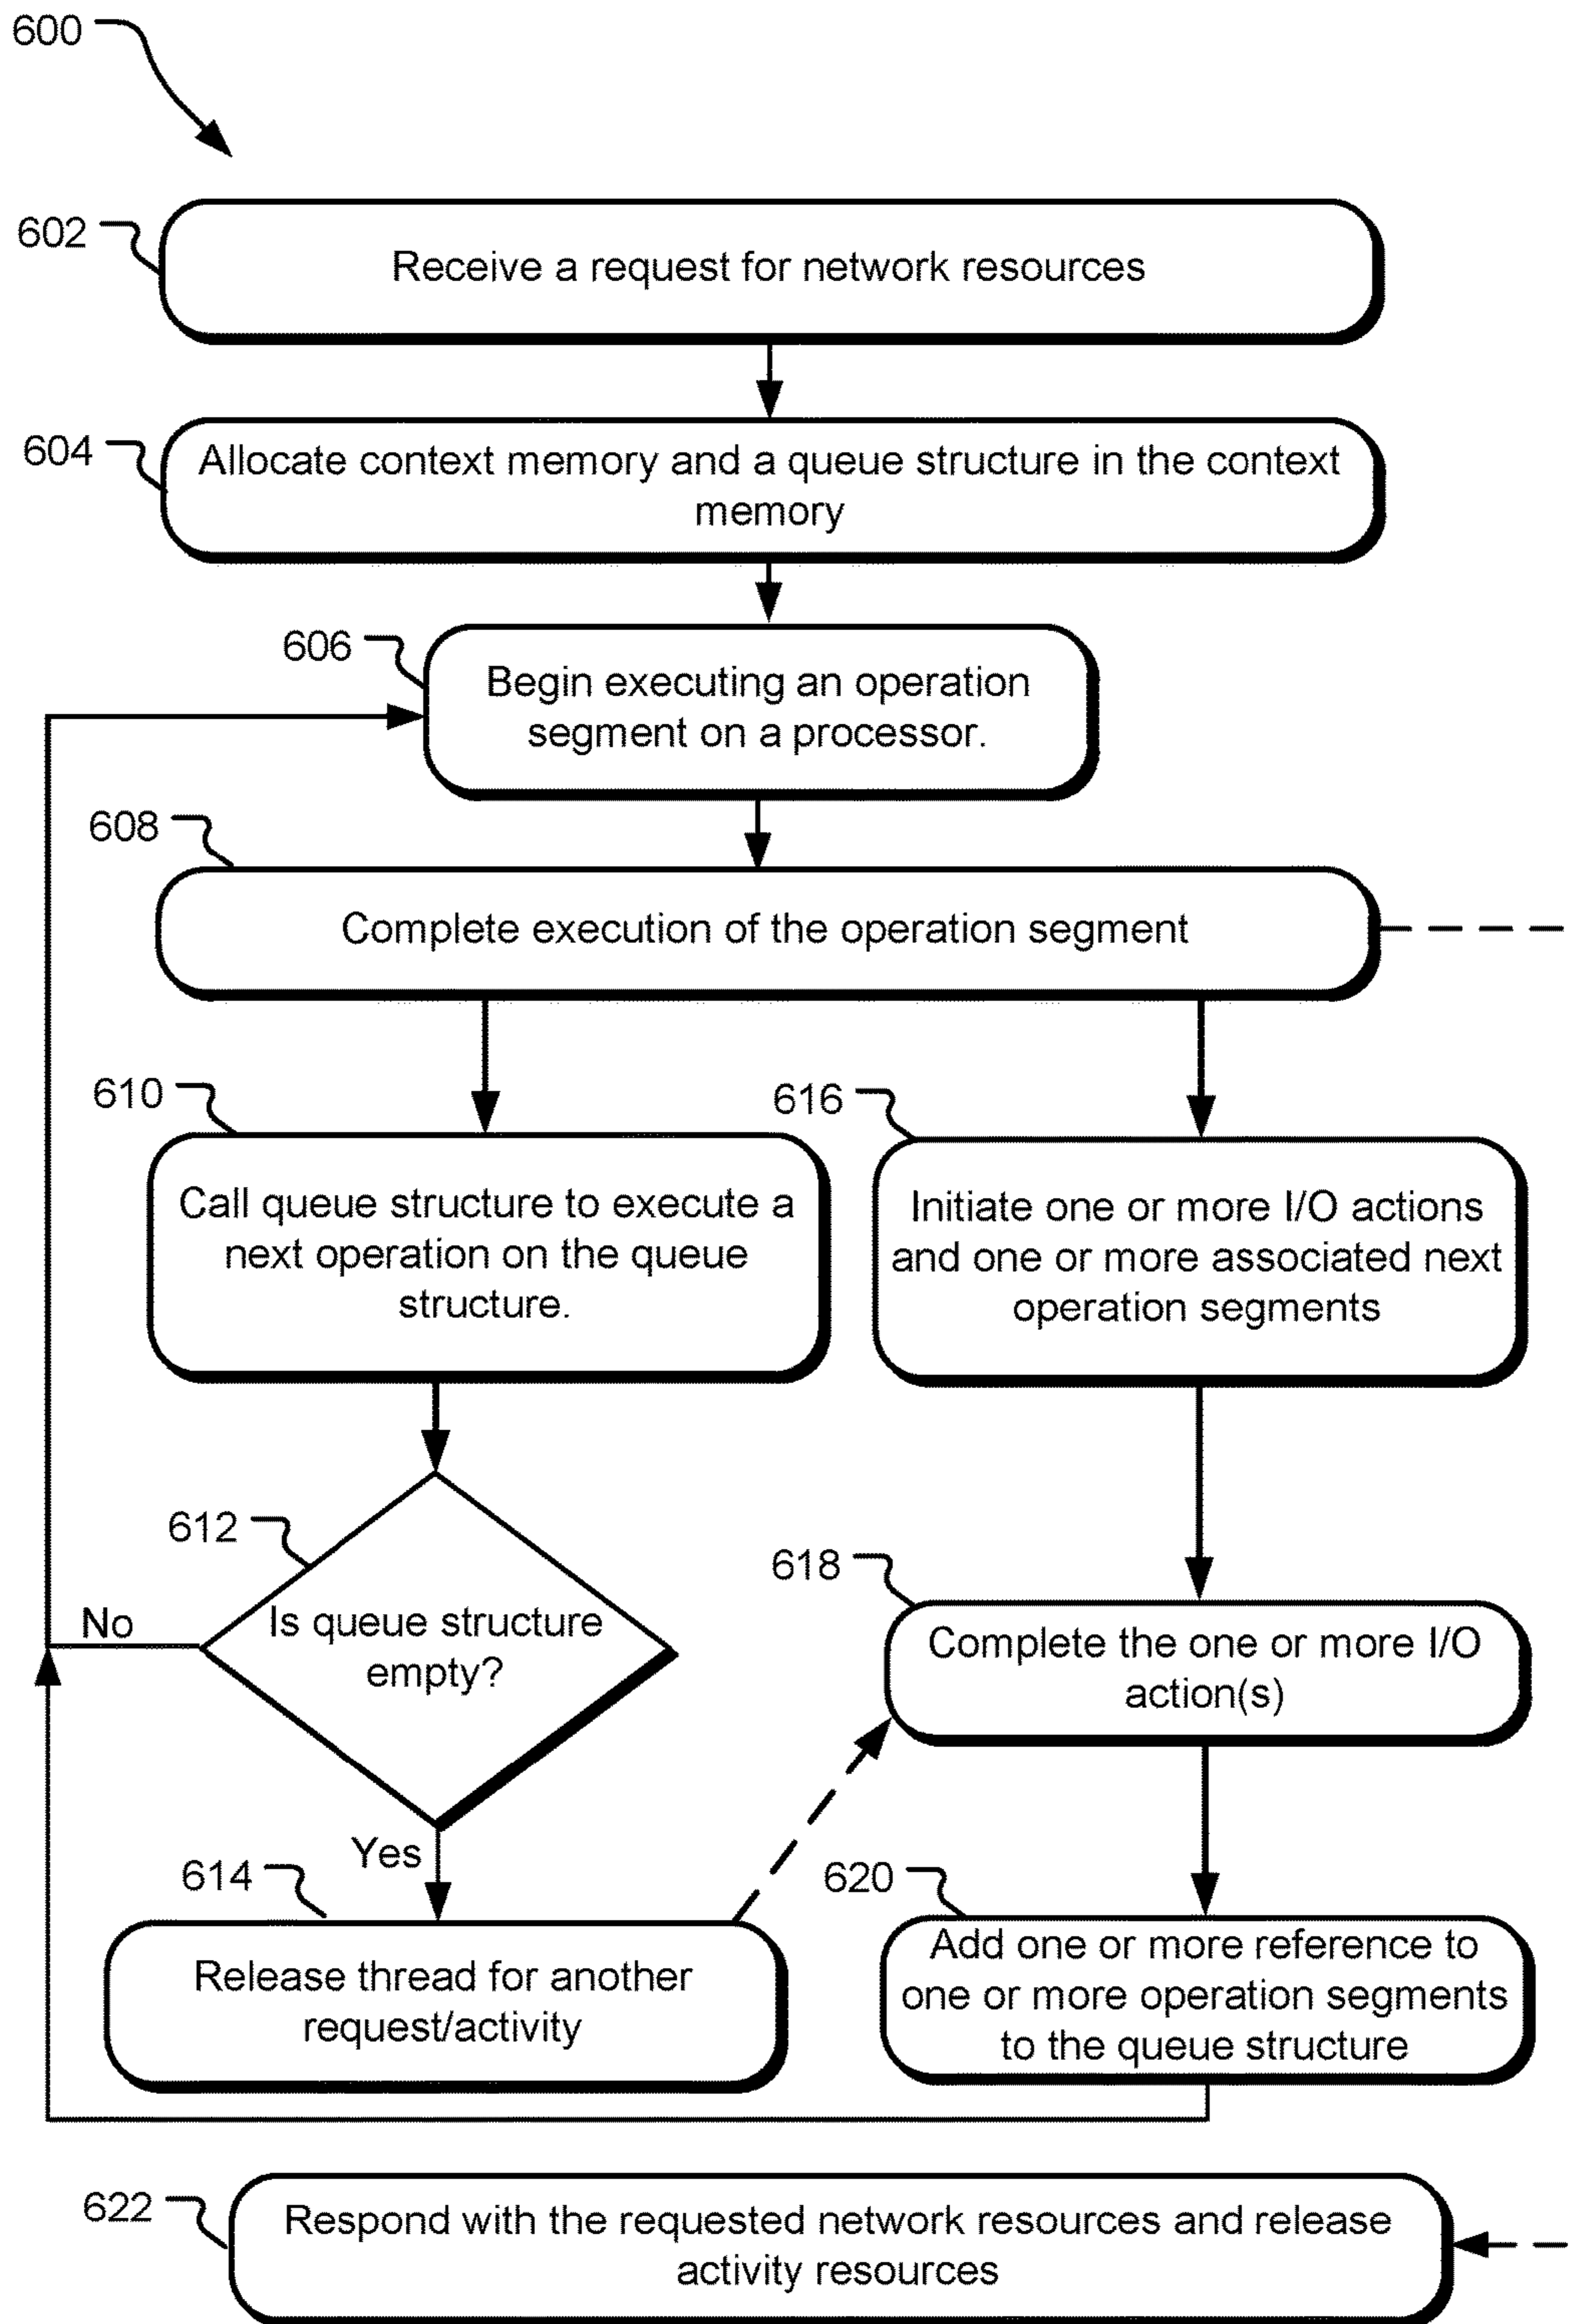 600
602
Receive a request for network resources
604
Allocate context memory and a queue structure in the context
memory
606
Begin executing an operation
segment on a processor.
608
Complete execution of the operation segment
610
Call queue structure to execute a
next operation on the queue
structure.
616
Initiate one or more I/O actions
and one or more associated next
operation segments
612
Is queue structure
empty?
No
Yes
618
Complete the one or more I/O
action(s)
614
Release thread for another
request/activity
620
Add one or more reference to
one or more operation segments
to the queue structure
622
Respond with the requested network resources and release
activity resources